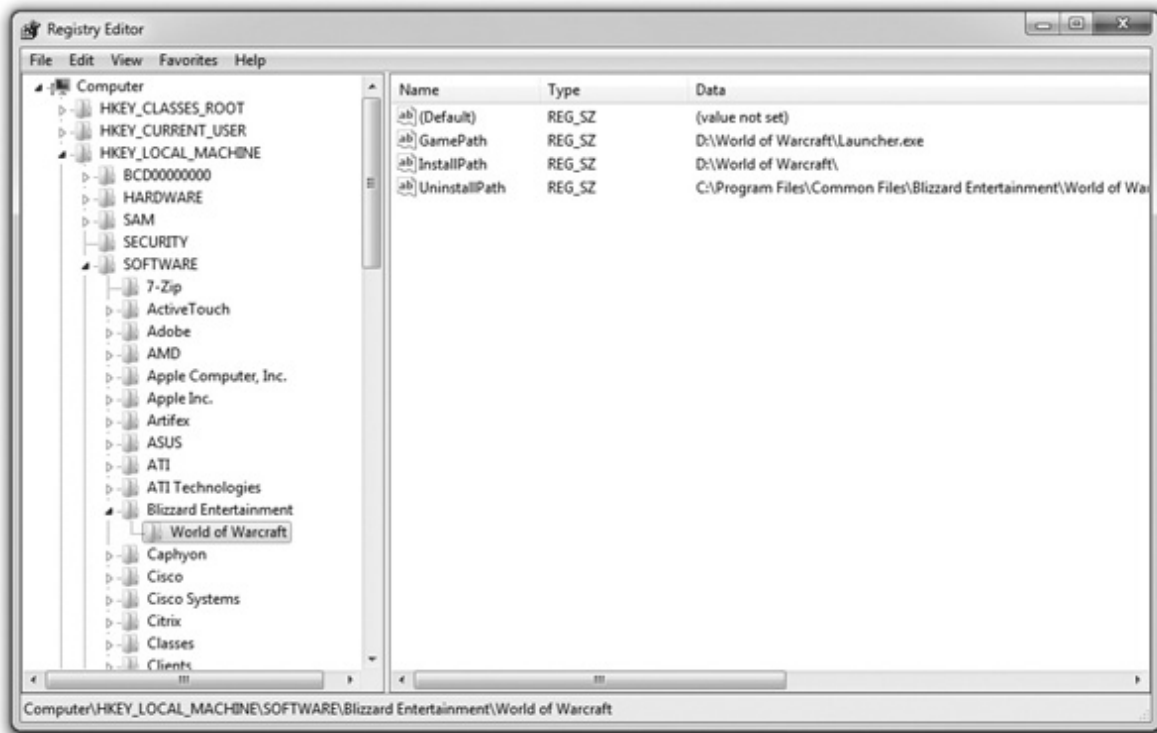 Registry Editor
File Edit View Favorites Help
Computer
HKEY_CLASSES_ROOT
HKEY_CURRENT_USER
HKEY_LOCAL_MACHINE
BCD00000000
HARDWARE
SAM
SECURITY
SOFTWARE
7-Zip
ActiveTouch
Adobe
AMD
Apple Computer, Inc.
Apple Inc.
Artifex
ASUS
ATI
ATI Technologies
Blizzard Entertainment
World of Warcraft
Caphyon
Cisco
Cisco Systems
Citrix
Classes
Clients
Name Type Data
ab (Default) REG_SZ (value not set)
ab GamePath REG_SZ D:\World of Warcraft\Launcher.exe
ab InstallPath REG_SZ D:\World of Warcraft\
ab UninstallPath REG_SZ C:\Program Files\Common Files\Blizzard Entertainment\World of Wa
Computer\HKEY_LOCAL_MACHINE\SOFTWARE\Blizzard Entertainment\World of Warcraft